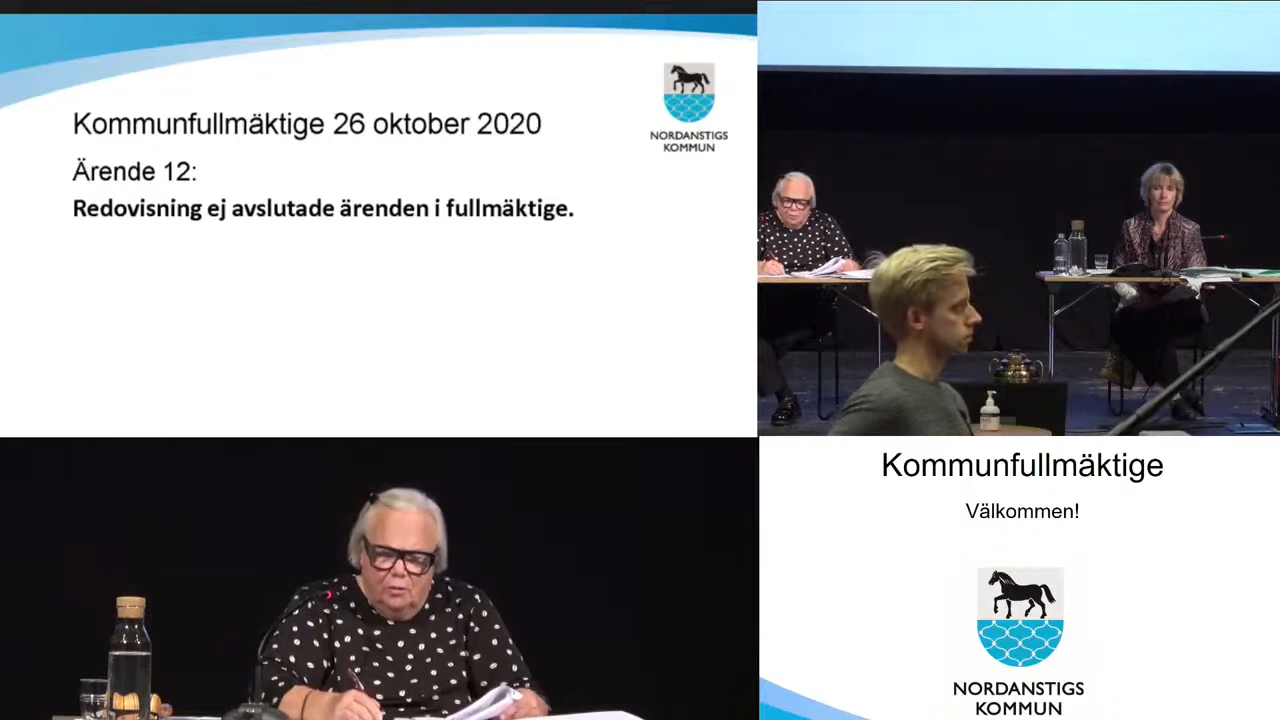 Kommunfullmäktige 26 oktober 2020
Ärende 12:
Redovisning ej avslutade ärenden i fullmäktige.
NORDANSTIGS
KOMMUN
Kommunfullmäktige
Välkommen!
NORDANSTIGS
KOMMUN